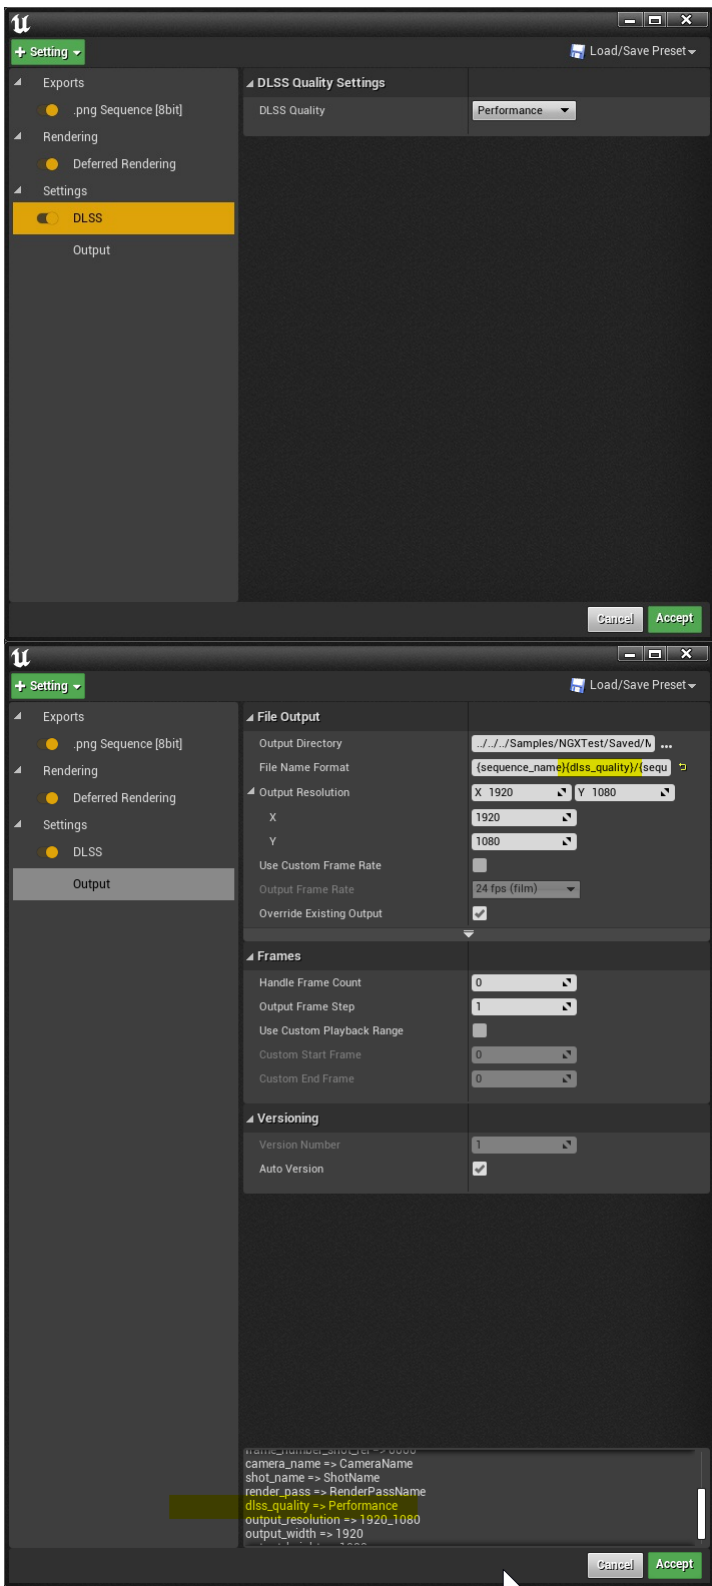 + Setting
Load/Save Preset
Exports
.png Sequence [8bit]
Rendering
Deferred Rendering
Settings
DLSS
Output
DLSS Quality Settings
DLSS Quality Performance
Cancel Accept
+ Setting
Load/Save Preset
Exports
.png Sequence [8bit]
Rendering
Deferred Rendering
Settings
DLSS
Output
File Output
Output Directory ../../../Samples/NGXTest/Saved/M ...
File Name Format {sequence_name}{dlss_quality}/{sequ
Output Resolution X 1920 Y 1080
X 1920
Y 1080
Use Custom Frame Rate
Output Frame Rate 24 fps (film)
Override Existing Output
Frames
Handle Frame Count 0
Output Frame Step 1
Use Custom Playback Range
Custom Start Frame 0
Custom End Frame 0
Versioning
Version Number 1
Auto Version
frame_number_shot_rel => 0000
camera_name => CameraName
shot_name => ShotName
render_pass => RenderPassName
dlss_quality => Performance
output_resolution => 1920_1080
output_width => 1920
Cancel Accept